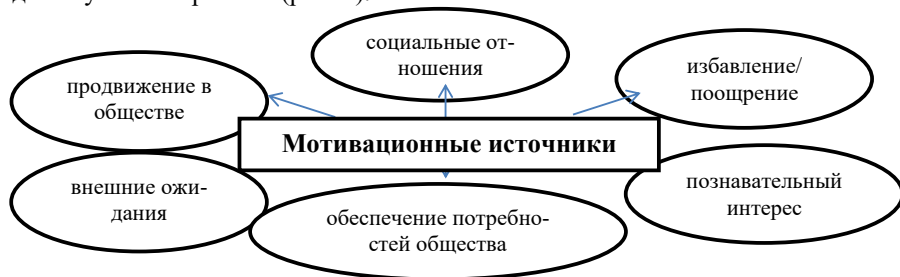 социальные от-
ношения
продвижение в
обществе
избавление/
поощрение
Мотивационные источники
внешние ожи-
дания
обеспечение потребно-
стей общества
познавательный
интерес